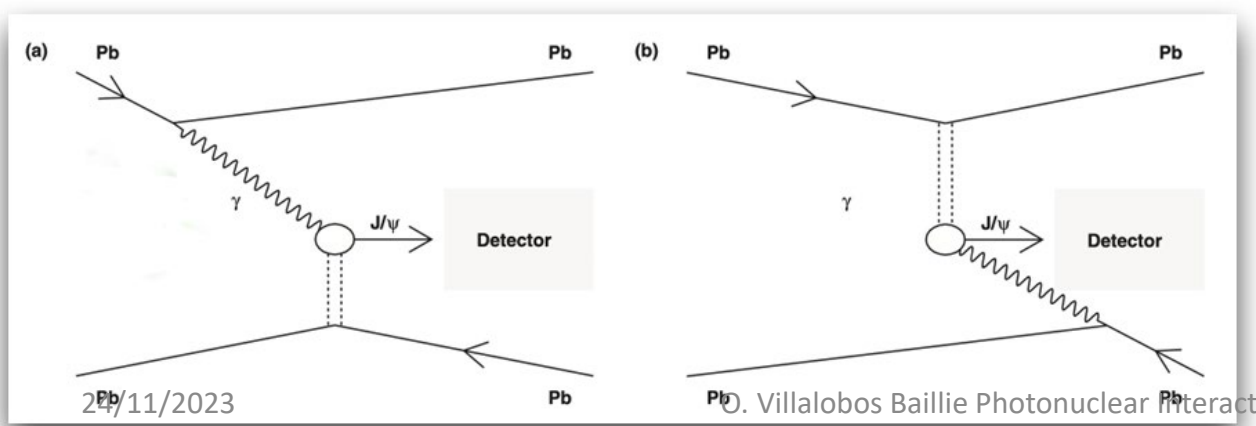 (a) Pb Pb
γ
J/ψ
Detector
Pb Pb
(b) Pb Pb
γ
J/ψ
Detector
Pb Pb
24/11/2023
O. Villalobos Baillie Photonuclear Interact